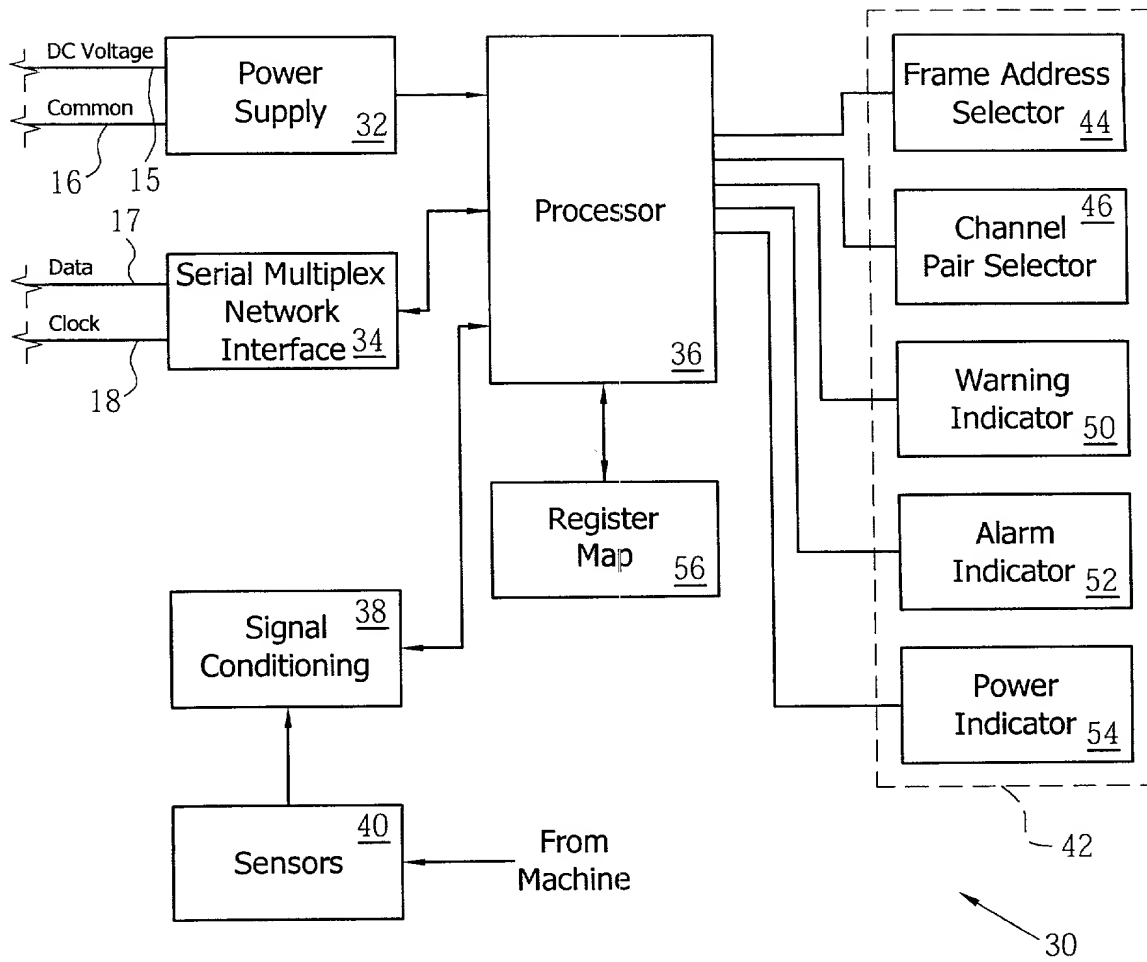 DC Voltage
Common
16
15
Power
Supply
32
17
Data
Clock
18
Serial Multiplex
Network
Interface
34
Processor
36
Register
Map
56
Signal
Conditioning
38
Sensors
40
From
Machine
Frame Address
Selector
44
46
Channel
Pair Selector
Warning
Indicator
50
Alarm
Indicator
52
Power
Indicator
54
42
30